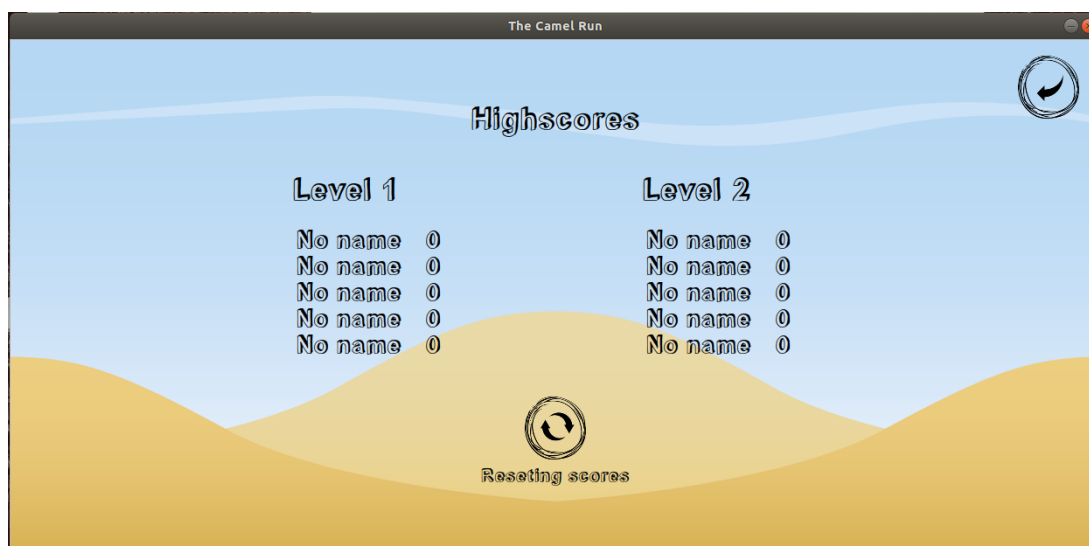 The Camel Run
Highscores
Level 1
No name 0
No name 0
No name 0
No name 0
No name 0
Level 2
No name 0
No name 0
No name 0
No name 0
No name 0
Reseting scores